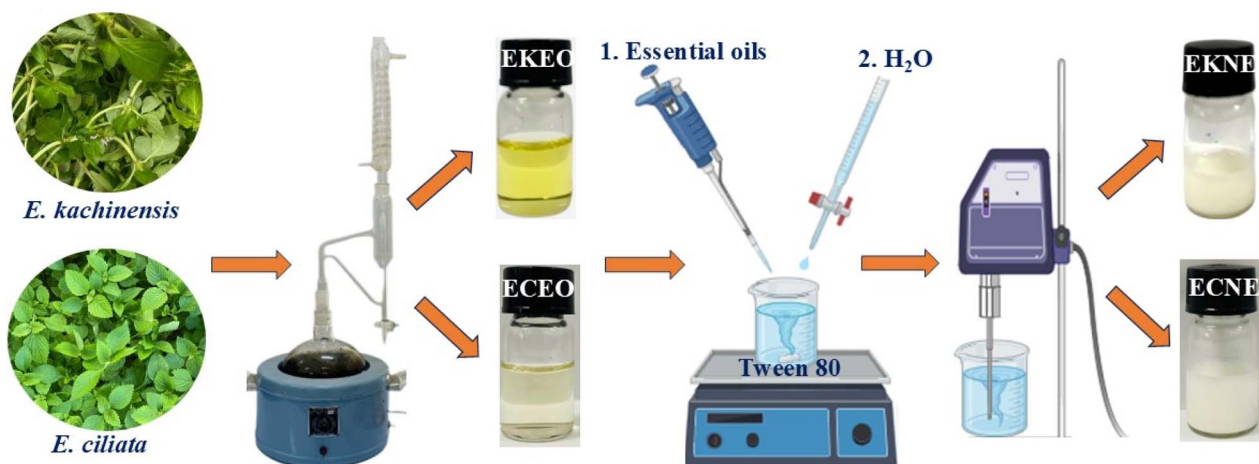 E. kachinensis
E. ciliata
EKEO
ECEO
1. Essential oils
2. H₂O
Tween 80
EKNE
ECNE